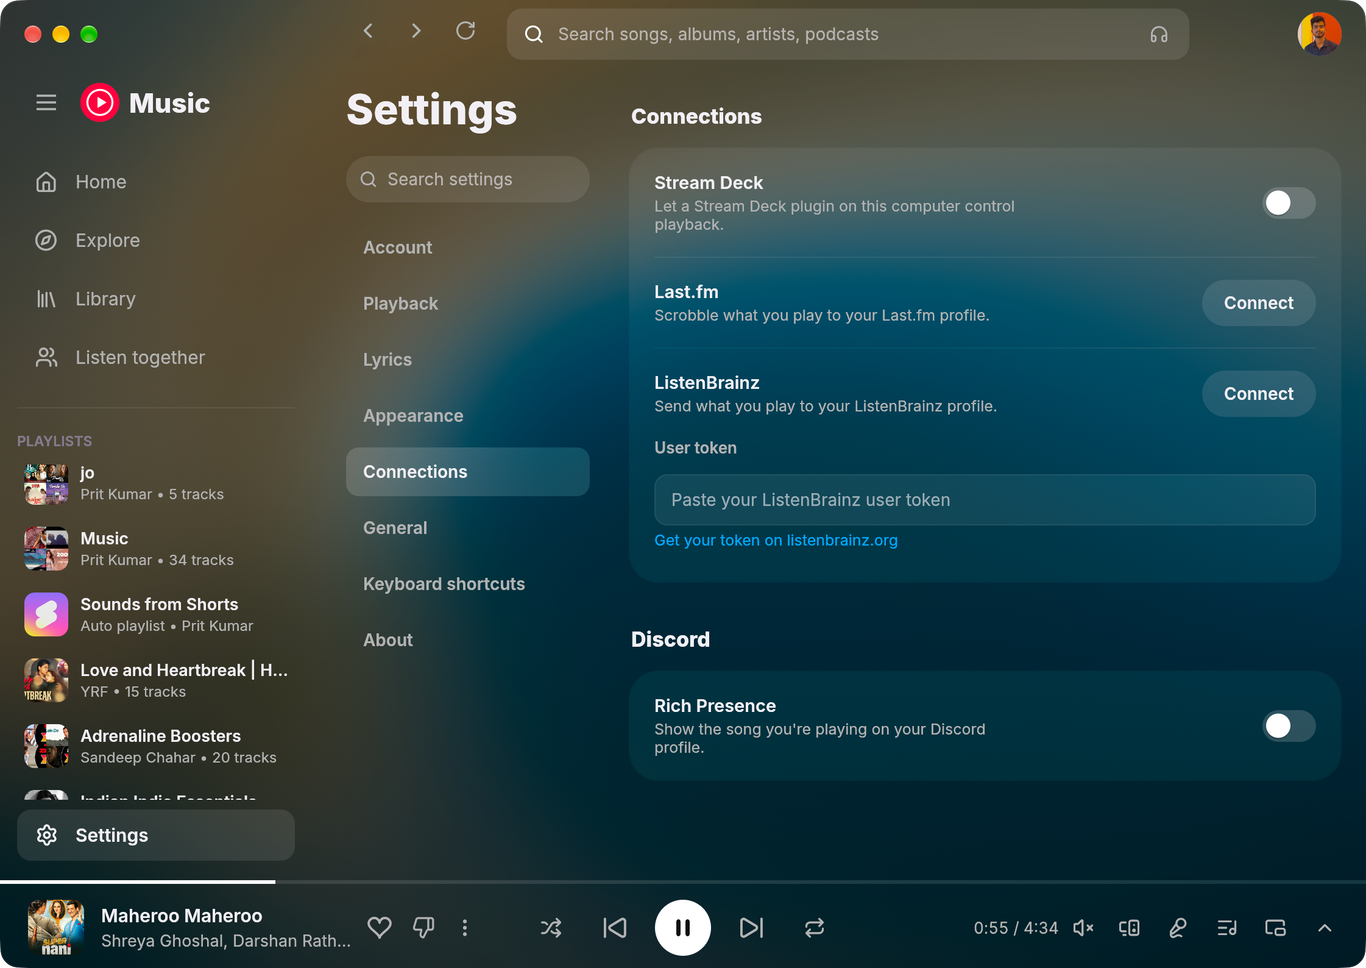 Search songs, albums, artists, podcasts
Music
Home
Explore
Library
Listen together
PLAYLISTS
jo
Prit Kumar • 5 tracks
Music
Prit Kumar • 34 tracks
Sounds from Shorts
Auto playlist • Prit Kumar
Love and Heartbreak | H...
YRF • 15 tracks
Adrenaline Boosters
Sandeep Chahar • 20 tracks
Indian Indie Essentials
Settings
Settings
Search settings
Account
Playback
Lyrics
Appearance
Connections
General
Keyboard shortcuts
About
Connections
Stream Deck
Let a Stream Deck plugin on this computer control
playback.
Last.fm
Scrobble what you play to your Last.fm profile.
Connect
ListenBrainz
Send what you play to your ListenBrainz profile.
Connect
User token
Paste your ListenBrainz user token
Get your token on listenbrainz.org
Discord
Rich Presence
Show the song you're playing on your Discord
profile.
Maheroo Maheroo
Shreya Ghoshal, Darshan Rath...
0:55 / 4:34